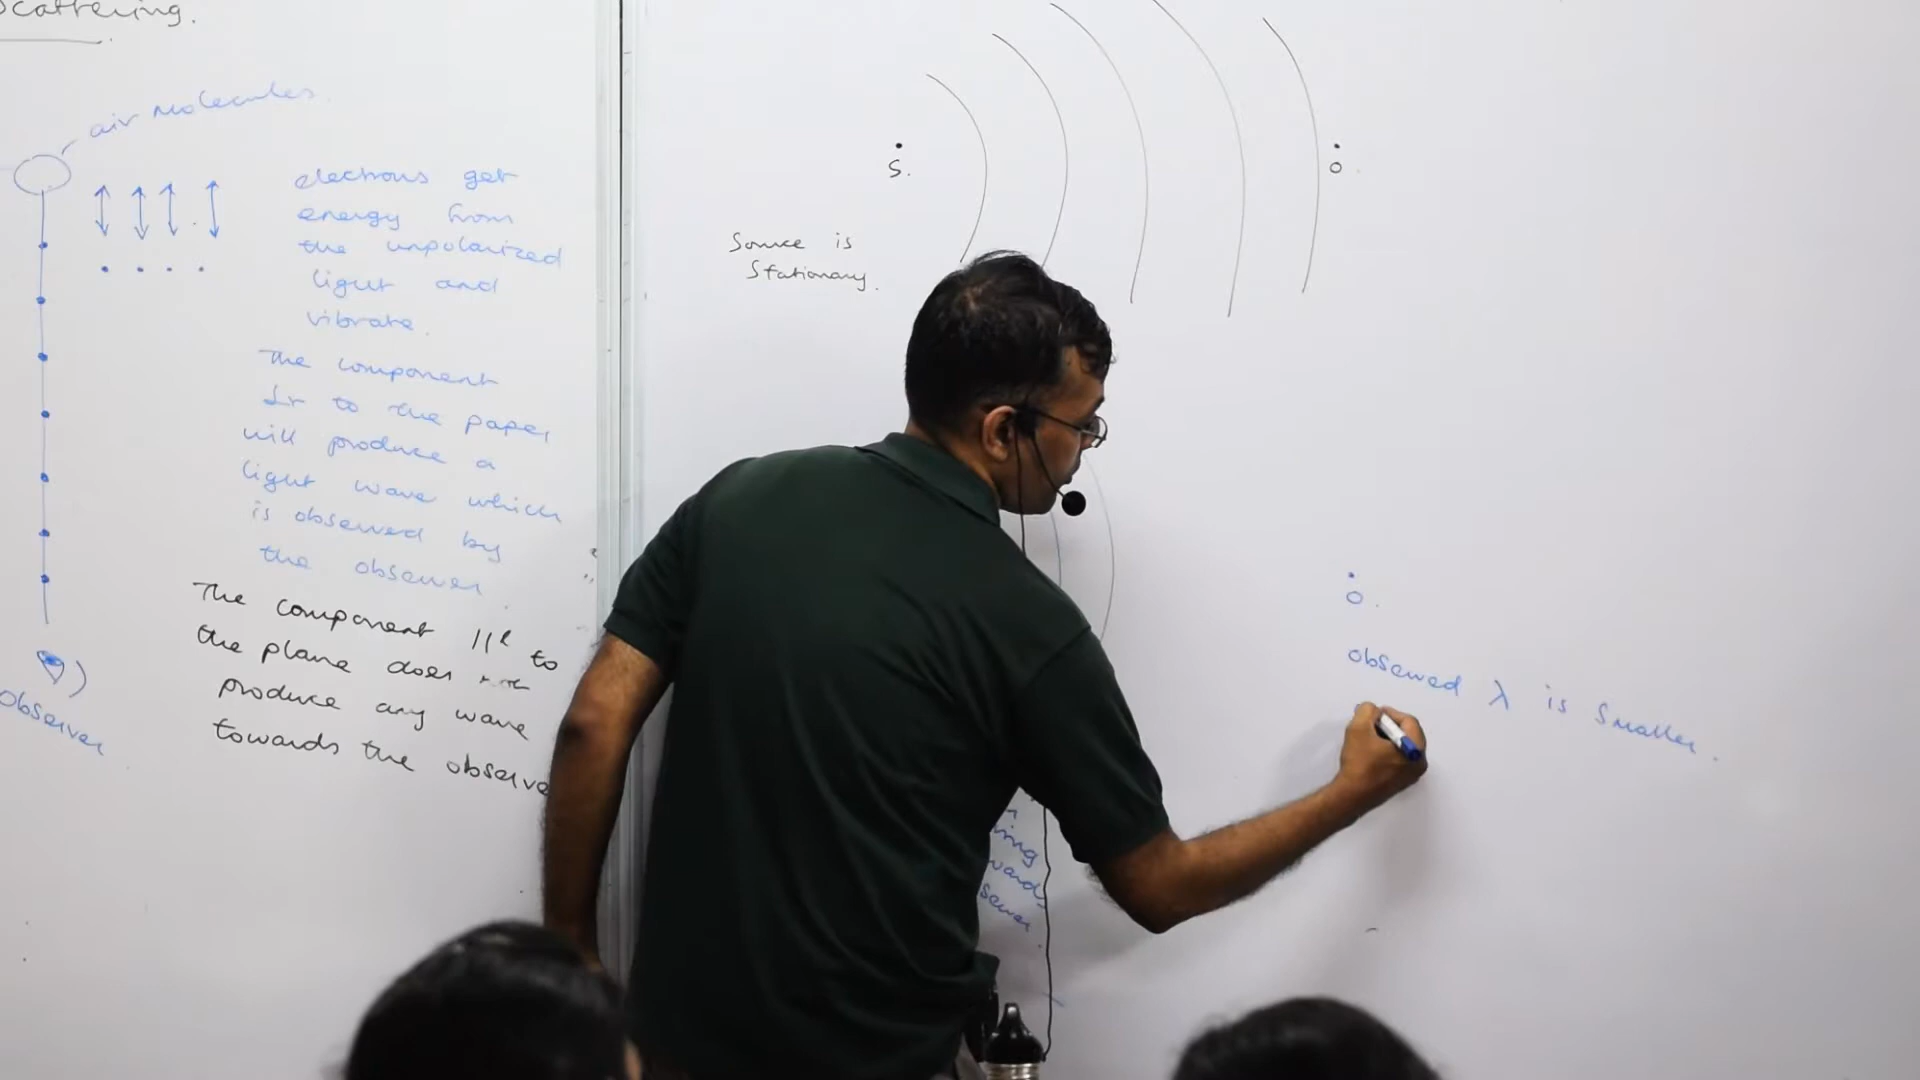 Scattering.
air molecules.
electrons get
energy from
the unpolarized
light and
vibrate.
The component
⊥r to the paper
will produce a
light wave which
is observed by
the observer.
The component ||l to
the plane does
produce any wave
towards the observe
observer
S.
O
Source is
Stationary.
O.
observed λ is smaller.